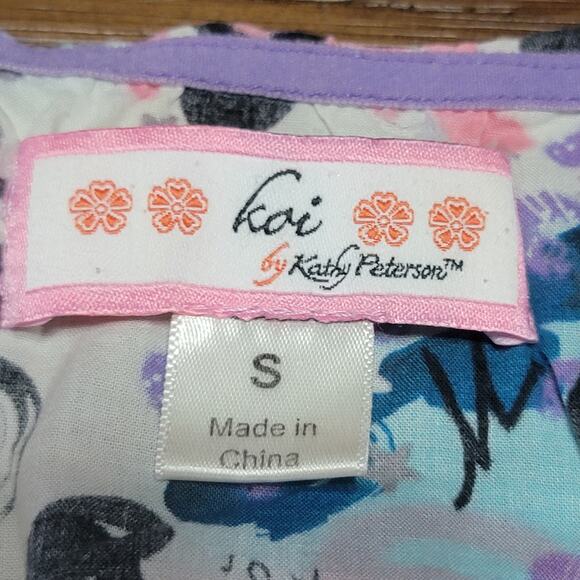 koi
by Kathy Peterson™
S
Made in
China